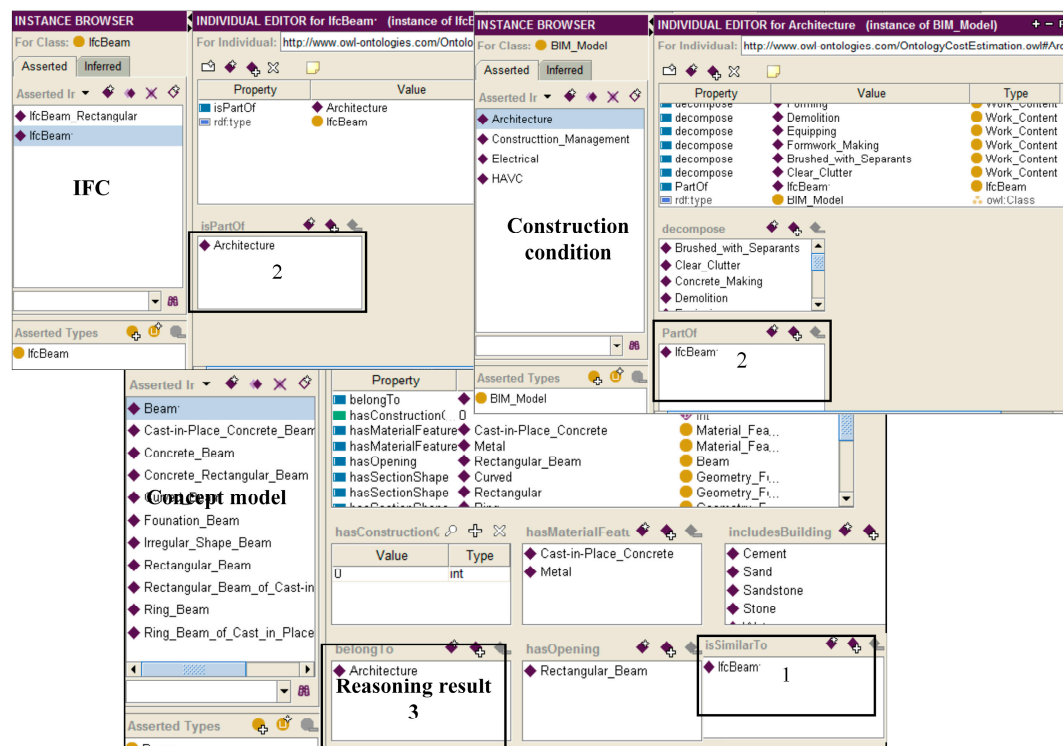 INSTANCE BROWSER
For Class: IfcBeam
Asserted Inferred
Asserted Ir
IfcBeam_Rectangular
IfcBeam
IFC
Asserted Types
IfcBeam
INDIVIDUAL EDITOR for IfcBeam (instance of IfcE
For Individual: http://www.owl-ontologies.com/Ontolo
Property Value
isPartOf Architecture
rdf:type IfcBeam
isPartOf
Architecture
2
INSTANCE BROWSER
For Class: BIM_Model
Asserted Inferred
Asserted Ir
Architecture
Constructtion_Management
Electrical
HAVC
Construction
condition
Asserted Types
BIM_Model
INDIVIDUAL EDITOR for Architecture (instance of BIM_Model)
For Individual: http://www.owl-ontologies.com/OntologyCostEstimation.owl#Arc
Property Value Type
decompose Forming Work_Content
decompose Demolition Work_Content
decompose Equipping Work_Content
decompose Formwork_Making Work_Content
decompose Brushed_with_Separants Work_Content
decompose Clear_Clutter Work_Content
PartOf IfcBeam IfcBeam
rdf:type BIM_Model owl:Class
decompose
Brushed_with_Separants
Clear_Clutter
Concrete_Making
Demolition
PartOf
IfcBeam
2
Asserted Ir
Beam
Cast-in-Place_Concrete_Beam
Concrete_Beam
Concrete_Rectangular_Beam
Concept model
Founation_Beam
Irregular_Shape_Beam
Rectangular_Beam
Rectangular_Beam_of_Cast-in
Ring_Beam
Ring_Beam_of_Cast_in_Place
Asserted Types
Property
belongTo
hasConstruction( 0 int
hasMaterialFeature Cast-in-Place_Concrete Material_Fea...
hasMaterialFeature Metal Material_Fea...
hasOpening Rectangular_Beam Beam
hasSectionShape Curved Geometry_F...
hasSectionShape Rectangular Geometry_F...
hasSectionShape Ring
hasConstruction( hasMaterialFeatu includesBuilding
Value Type
0 int
Cast-in-Place_Concrete
Metal
Cement
Sand
Sandstone
Stone
belongTo hasOpening isSimilarTo
Architecture
Reasoning result
3
Rectangular_Beam
IfcBeam
1